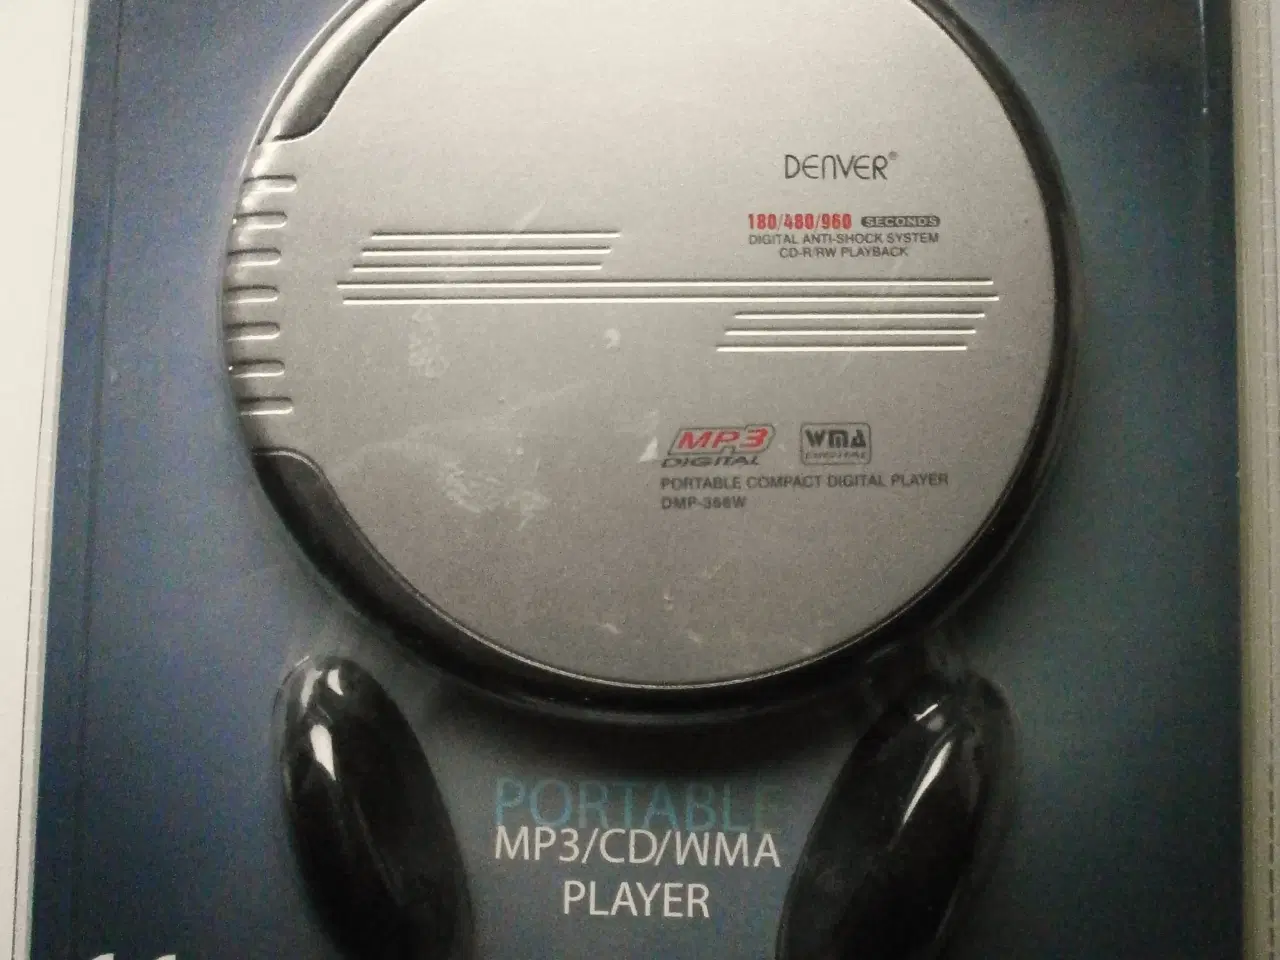 DENVER®
180/480/960 SECONDS
DIGITAL ANTI-SHOCK SYSTEM
CD-R/RW PLAYBACK
MP3 WMA
DIGITAL
PORTABLE COMPACT DIGITAL PLAYER
PORTABLE
MP3/CD/WMA
PLAYER